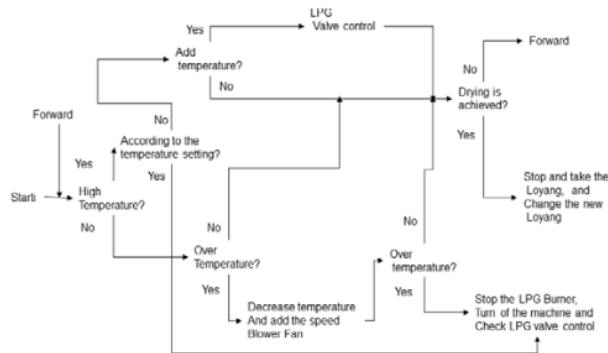 LPG
Valve control
Yes
Forward
Add
temperature?
No
No
Drying is
achieved?
Forward
No
According to the
temperature setting?
Yes
Yes
Yes
Starti
High
Temperature?
Stop and take the
Loyang, and
Change the new
Loyang
No
No
No
Over
Temperature?
Over
temperature?
Yes
Yes
Decrease temperature
And add the speed
Blower Fan
Stop the LPG Burner,
Turn of the machine and
Check LPG valve control